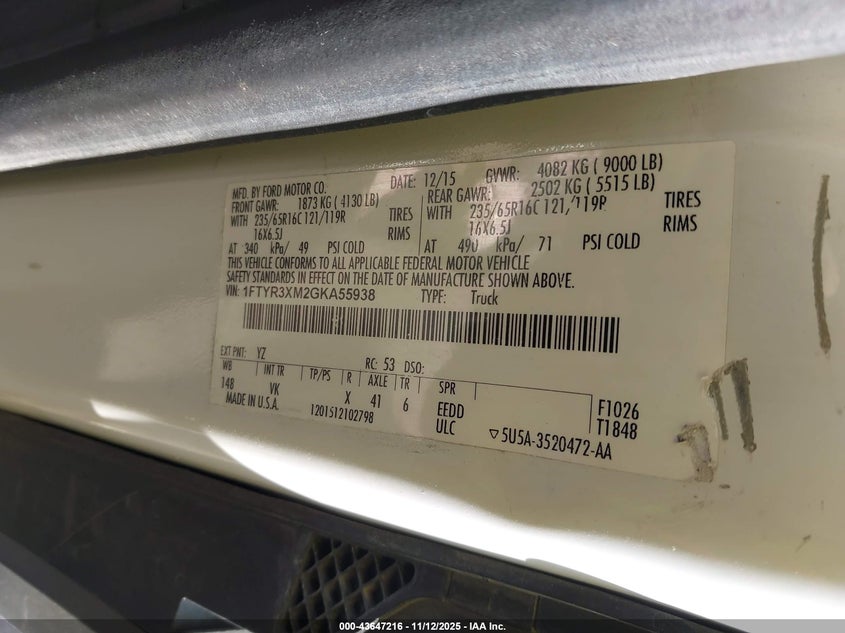 MFD. BY FORD MOTOR CO. DATE: 12/15 GVWR: 4082 KG ( 9000 LB)
FRONT GAWR: 1873 KG ( 4130 LB) REAR GAWR: 2502 KG ( 5515 LB)
WITH 235/65R16C 121/119R TIRES WITH 235/65R16C 121/119R TIRES
16X6.5J RIMS 16X6.5J RIMS
AT 340 kPa/ 49 PSI COLD AT 490 kPa/ 71 PSI COLD
THIS VEHICLE CONFORMS TO ALL APPLICABLE FEDERAL MOTOR VEHICLE
SAFETY STANDARDS IN EFFECT ON THE DATE OF MANUFACTURE SHOWN ABOVE.
VIN: 1FTYR3XM2GKA55938 TYPE: Truck
EXT PNT: YZ RC: 53 DSO:
WB INT TR TP/PS R AXLE TR SPR
148 VK X 41 6 EEDD F1026
MADE IN U.S.A. 1201512102798 ULC T1848
▽5U5A-3520472-AA
000-43647216 - 11/12/2025 - IAA Inc.